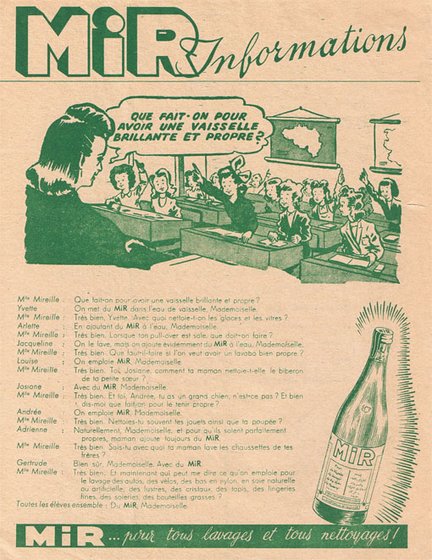 MiR Informations
QUE FAIT-ON POUR
AVOIR UNE VAISSELLE
BRILLANTE ET PROPRE?
Mlle Mireille : Que fait-on pour avoir une vaisselle brillante et propre ?
Yvette : On met du MiR dans l'eau de vaisselle, Mademoiselle.
Mlle Mireille : Très bien, Yvette. Avec quoi nettoie-t-on les glaces et les vitres ?
Arlette : En ajoutant du MiR à l'eau, Mademoiselle.
Mlle Mireille : Très bien. Lorsque ton pull-over est sale, que doit-on faire ?
Jacqueline : On le lave, mais on ajoute évidemment du MiR à l'eau, Mademoiselle.
Mlle Mireille : Très bien. Que faut-il faire si l'on veut avoir un lavabo bien propre ?
Louise : On emploie MiR, Mademoiselle.
Mlle Mireille : Très bien. Toi, Josiane, comment ta maman nettoie-t-elle le biberon
de ta petite sœur ?
Josiane : Avec du MiR, Mademoiselle.
Mlle Mireille : Très bien. Et toi, Andrée, tu as un grand chien, n'est-ce pas ? Et bien
dis-moi que fait-on pour le tenir propre ?
Andrée : On emploie MiR, Mademoiselle.
Mlle Mireille : Très bien. Nettoies-tu souvent tes jouets ainsi que ta poupée ?
Adrienne : Naturellement, Mademoiselle, et pour qu'ils soient parfaitement
propres, maman ajoute toujours du MiR.
Mlle Mireille : Très bien. Sais-tu avec quoi ta maman lave les chaussettes de tes
frères ?
Gertrude : Bien sûr, Mademoiselle. Avec du MiR.
Mlle Mireille : Très bien. Et maintenant qui peut me dire ce qu'on emploie pour
le lavage des autos, des vélos, des bas en nylon, en soie naturelle
ou artificielle, des lustres, des cristaux, des tapis, des lingeries
fines, des soieries, des bouteilles grasses ?
Toutes les élèves ensemble : Du MiR, Mademoiselle.
MiR
MiR ...pour tous lavages et tous nettoyages!